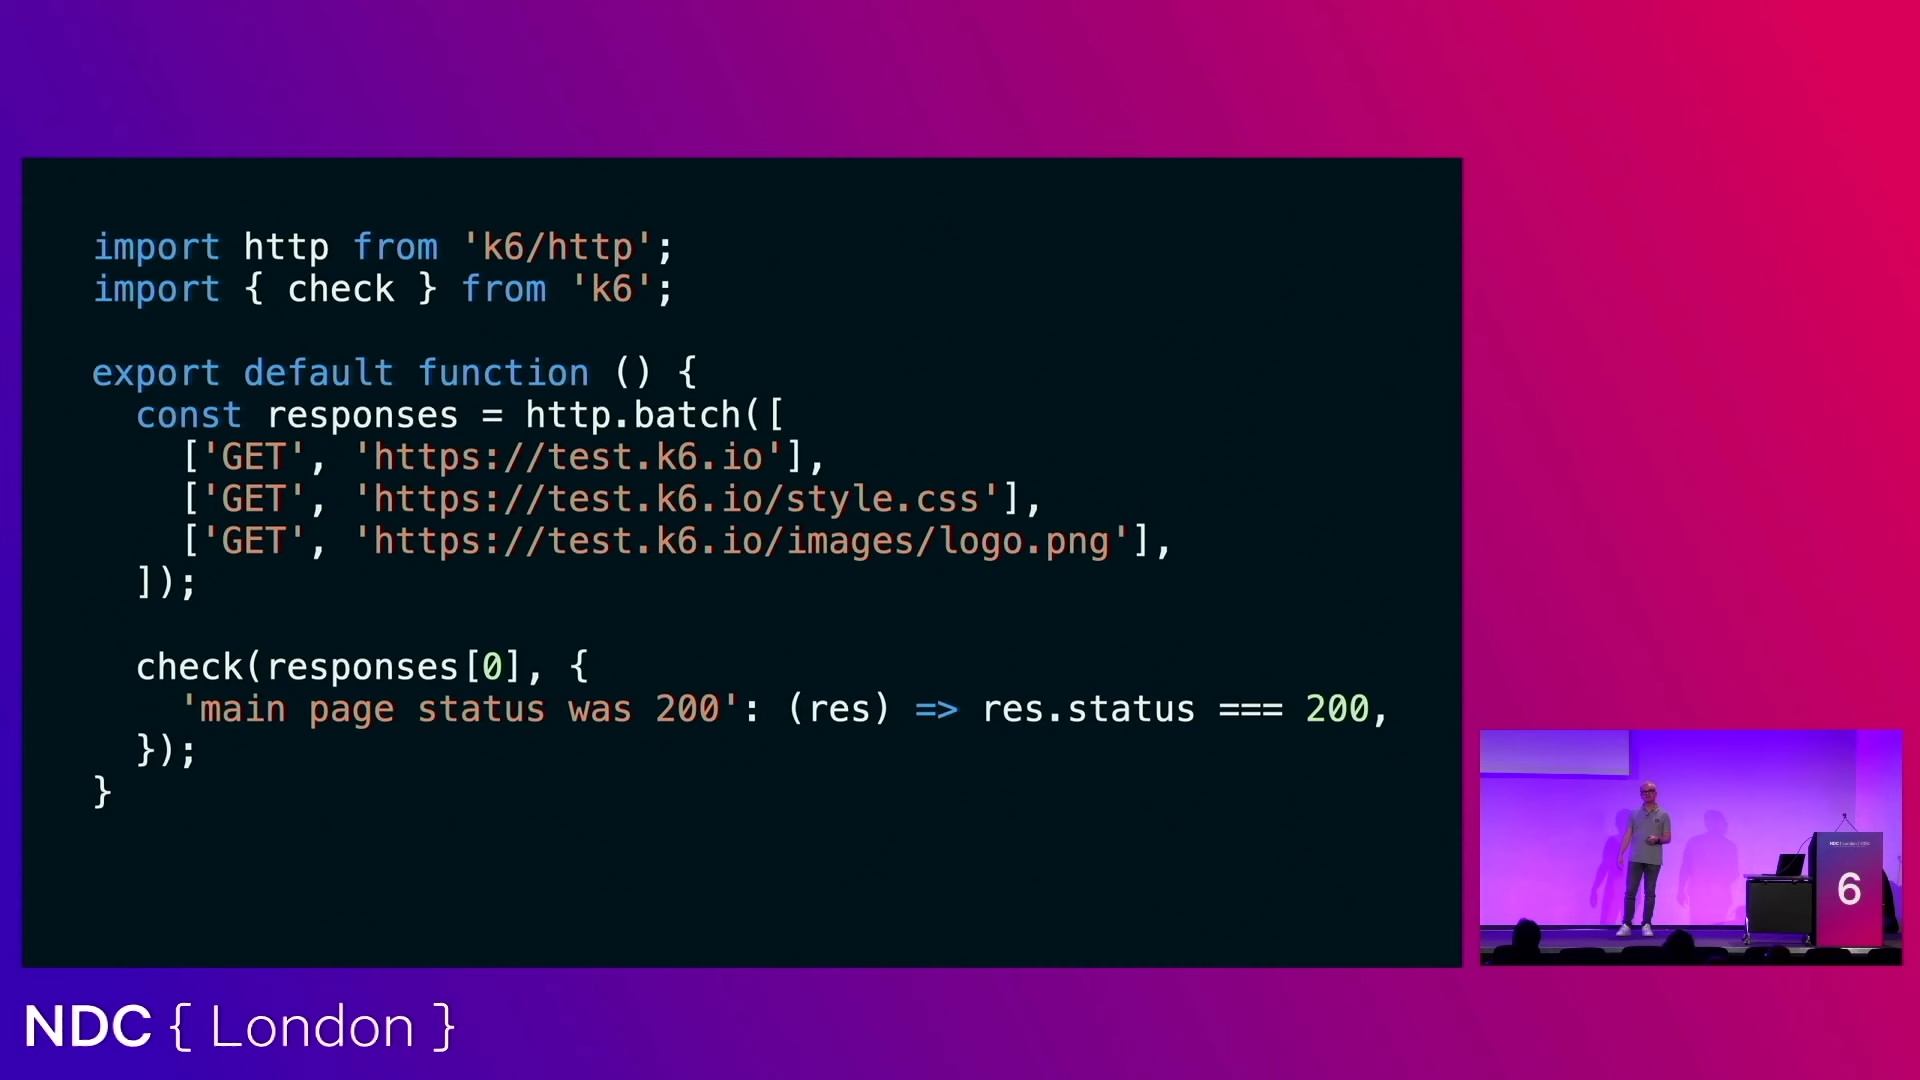 import http from 'k6/http';
import { check } from 'k6';
export default function () {
  const responses = http.batch([
    ['GET', 'https://test.k6.io'],
    ['GET', 'https://test.k6.io/style.css'],
    ['GET', 'https://test.k6.io/images/logo.png'],
  ]);
  check(responses[0], {
    'main page status was 200': (res) => res.status === 200,
  });
}
6
NDC { London }